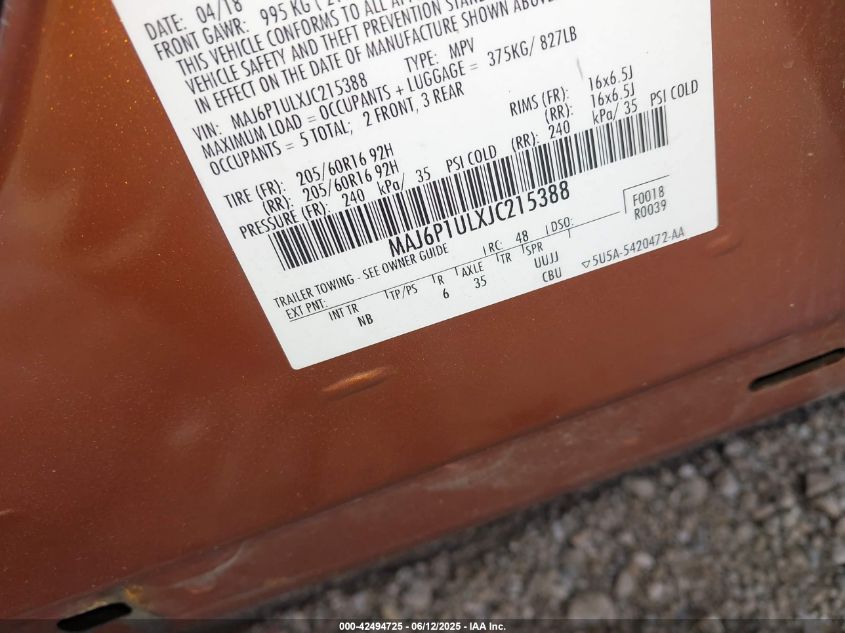 DATE: 04/18
FRONT GAWR: 995 KG
THIS VEHICLE CONFORMS TO ALL
VEHICLE SAFETY AND THEFT PREVENTION
IN EFFECT ON THE DATE OF MANUFACTURE SHOWN ABOVE
VIN: MAJ6P1ULXJC215388 TYPE: MPV
MAXIMUM LOAD = OCCUPANTS + LUGGAGE = 375KG/ 827LB
OCCUPANTS = 5 TOTAL; 2 FRONT, 3 REAR
TIRE (FR): 205/60R16 92H RIMS (FR): 16x6.5J
(RR): 205/60R16 92H (RR): 16x6.5J
PRESSURE (FR): 240 kPa/ 35 PSI COLD (RR): 240 kPa/ 35 PSI COLD
MAJ6P1ULXJC215388
F0018
R0039
TRAILER TOWING - SEE OWNER GUIDE RC: 48 DSO:
EXT PNT: INT TR TP/PS R AXLE TR SPR
NB 6 35 UUJJ
CBU
5U5A-5420472-AA
000-42494725 - 06/12/2025 - IAA Inc.